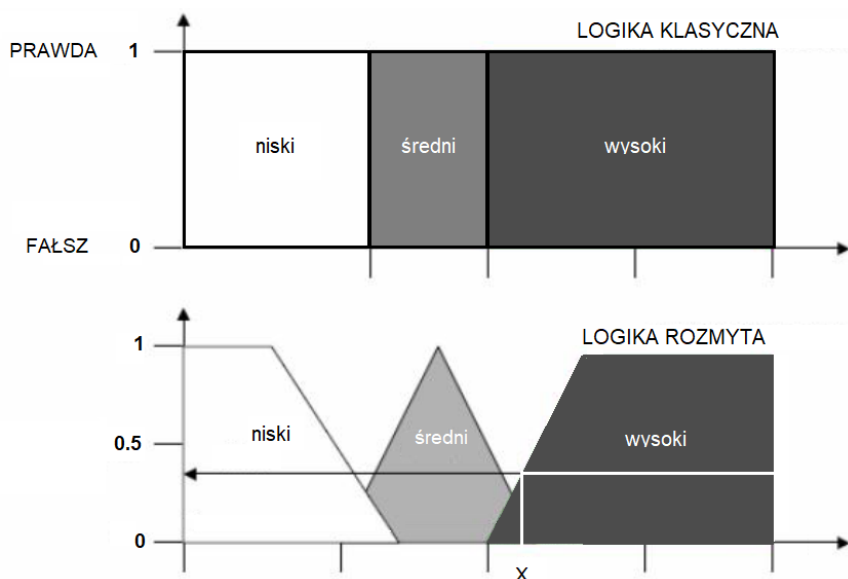 LOGIKA KLASYCZNA
PRAWDA 1
niski średni wysoki
FAŁSZ 0
LOGIKA ROZMYTA
1
niski średni wysoki
0.5
0
X